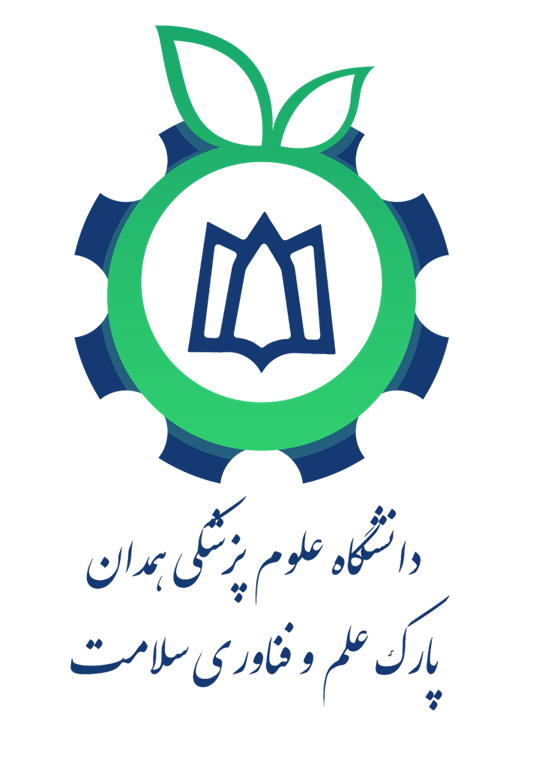 دانشگاه علوم پزشکی همدان
پارک علم و فناوری سلامت